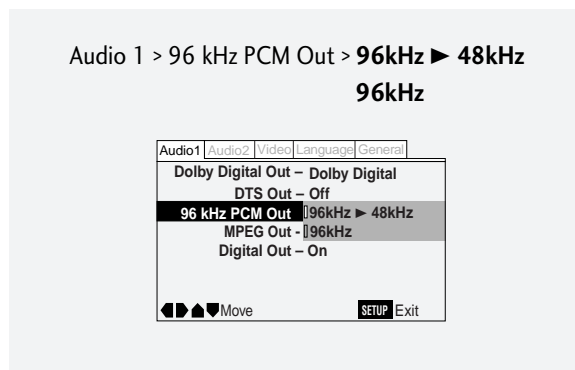 Audio 1 > 96 kHz PCM Out > 96kHz ► 48kHz
96kHz
Audio1 Audio2 Video Language General
Dolby Digital Out – Dolby Digital
DTS Out – Off
96 kHz PCM Out 96kHz ► 48kHz
MPEG Out - 96kHz
Digital Out – On
Move SETUP Exit